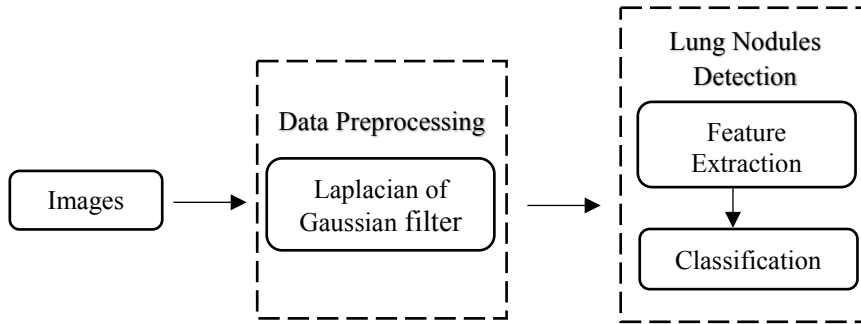 Images
Data Preprocessing
Laplacian of
Gaussian filter
Lung Nodules
Detection
Feature
Extraction
Classification